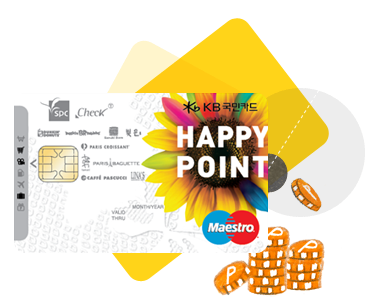 spc
Check
KB국민카드
HAPPY
POINT
PARIS CROISSANT
PARIS BAGUETTE
CAFFÉ PASCUCCI
MONTH/YEAR
VALID
THRU
Maestro
P
P